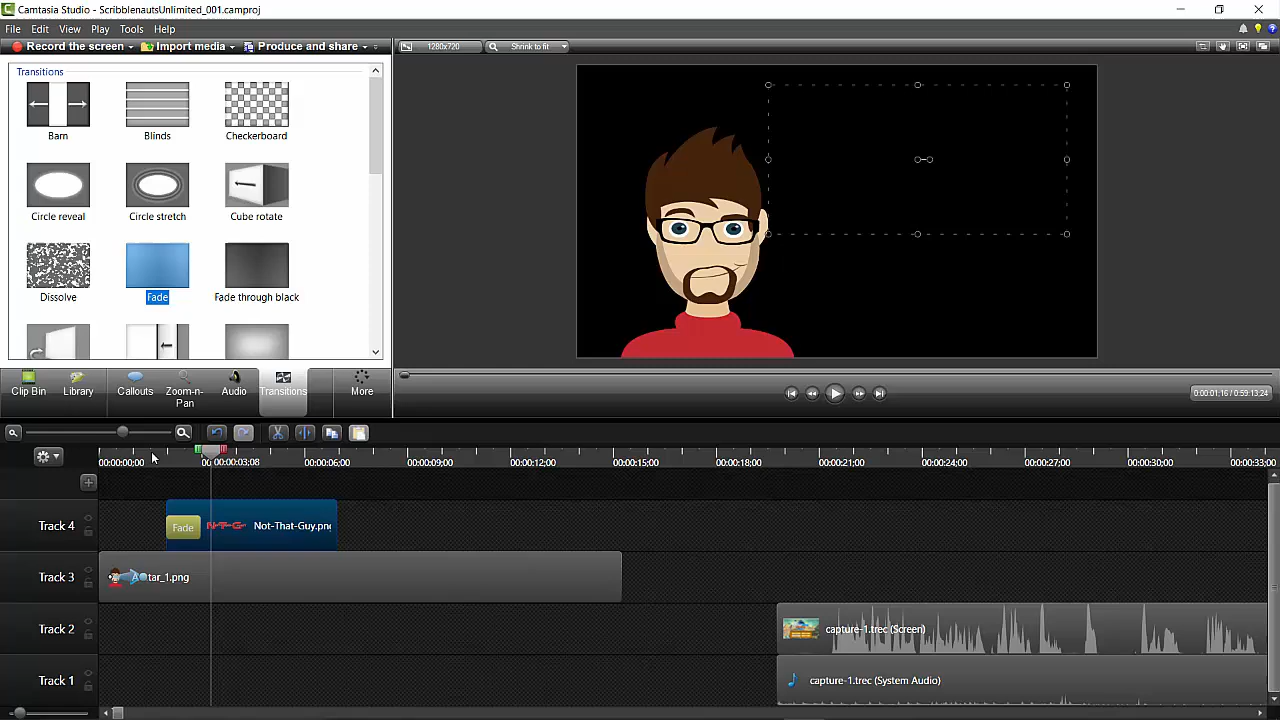 Camtasia Studio - ScribblenautsUnlimited_001.camproj
File Edit View Play Tools Help
Record the screen Import media Produce and share
1280x720 Shrink to fit
Transitions
Barn Blinds Checkerboard
Circle reveal Circle stretch Cube rotate
Dissolve Fade Fade through black
Clip Bin Library Callouts Zoom-n-Pan Audio Transitions More
0:00:01;16 / 0:59:13;24
00:00:00;00 00:00:03;08 00:00:06;00 00:00:09;00 00:00:12;00 00:00:15;00 00:00:18;00 00:00:21;00 00:00:24;00 00:00:27;00 00:00:30;00 00:00:33;00
Track 4 Fade N-T-G Not-That-Guy.png
Track 3 Avatar_1.png
Track 2 capture-1.trec (Screen)
Track 1 capture-1.trec (System Audio)